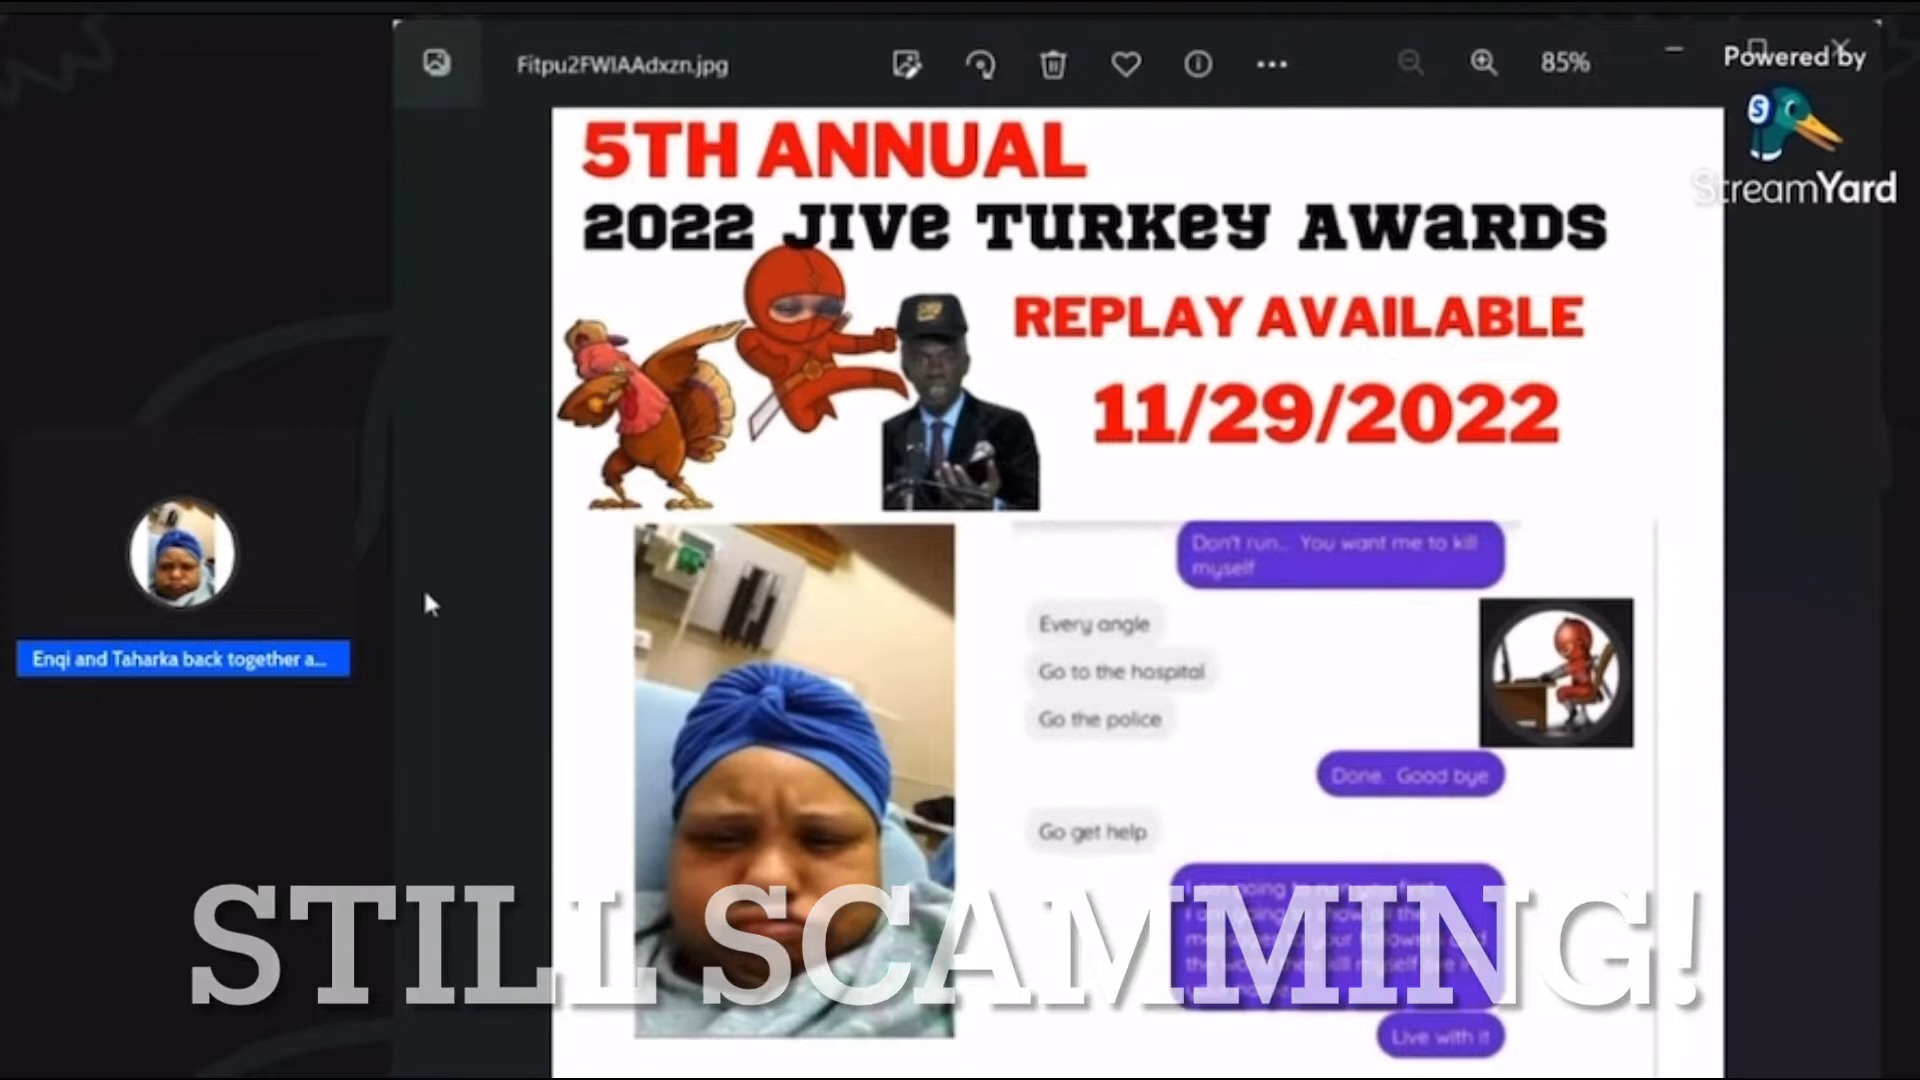 Fitpu2FWIAAdxzn.jpg
85%
Powered by
StreamYard
5TH ANNUAL
2022 JIVE TURKEY AWARDS
REPLAY AVAILABLE
11/29/2022
Don't run... You want me to kill
myself
Every angle
Go to the hospital
Go the police
Done. Good bye
Go get help
Enqi and Taharka back together a...
STILL SCAMMING!
Live with it